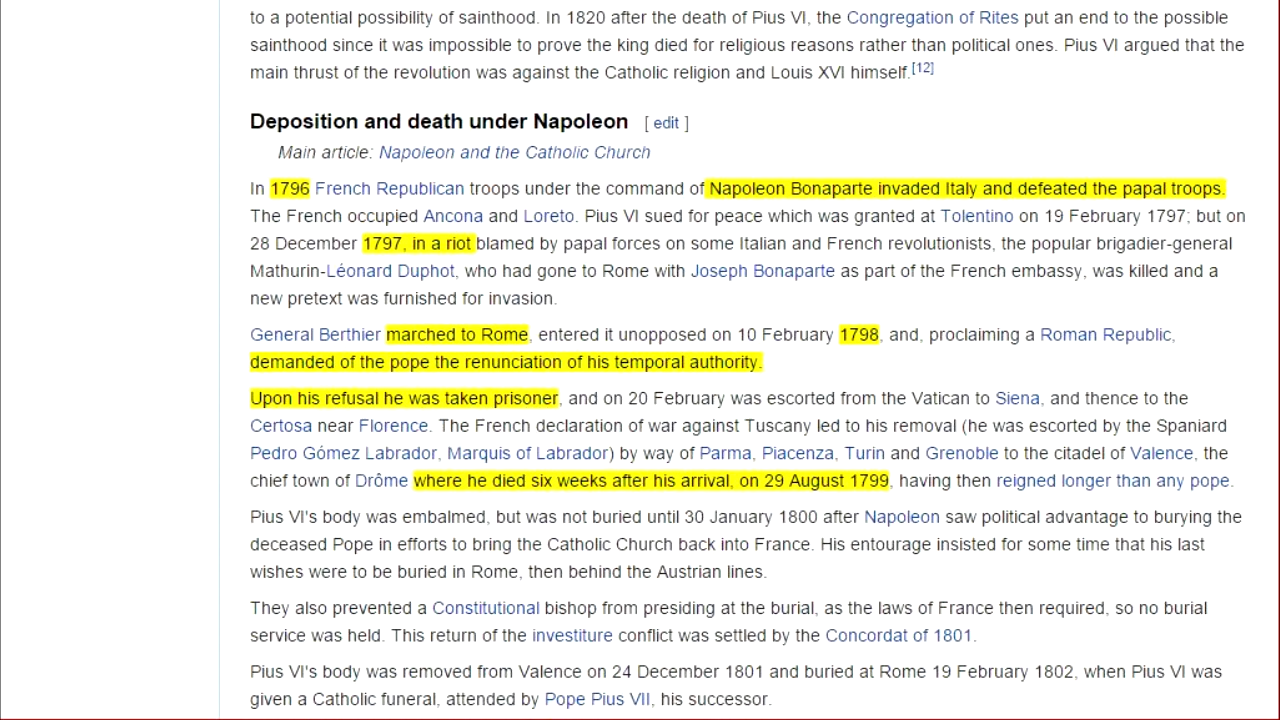 to a potential possibility of sainthood. In 1820 after the death of Pius VI, the Congregation of Rites put an end to the possible
sainthood since it was impossible to prove the king died for religious reasons rather than political ones. Pius VI argued that the
main thrust of the revolution was against the Catholic religion and Louis XVI himself.[12]
Deposition and death under Napoleon [ edit ]
Main article: Napoleon and the Catholic Church
In 1796 French Republican troops under the command of Napoleon Bonaparte invaded Italy and defeated the papal troops.
The French occupied Ancona and Loreto. Pius VI sued for peace which was granted at Tolentino on 19 February 1797; but on
28 December 1797, in a riot blamed by papal forces on some Italian and French revolutionists, the popular brigadier-general
Mathurin-Léonard Duphot, who had gone to Rome with Joseph Bonaparte as part of the French embassy, was killed and a
new pretext was furnished for invasion.
General Berthier marched to Rome, entered it unopposed on 10 February 1798, and, proclaiming a Roman Republic,
demanded of the pope the renunciation of his temporal authority.
Upon his refusal he was taken prisoner, and on 20 February was escorted from the Vatican to Siena, and thence to the
Certosa near Florence. The French declaration of war against Tuscany led to his removal (he was escorted by the Spaniard
Pedro Gómez Labrador, Marquis of Labrador) by way of Parma, Piacenza, Turin and Grenoble to the citadel of Valence, the
chief town of Drôme where he died six weeks after his arrival, on 29 August 1799, having then reigned longer than any pope.
Pius VI's body was embalmed, but was not buried until 30 January 1800 after Napoleon saw political advantage to burying the
deceased Pope in efforts to bring the Catholic Church back into France. His entourage insisted for some time that his last
wishes were to be buried in Rome, then behind the Austrian lines.
They also prevented a Constitutional bishop from presiding at the burial, as the laws of France then required, so no burial
service was held. This return of the investiture conflict was settled by the Concordat of 1801.
Pius VI's body was removed from Valence on 24 December 1801 and buried at Rome 19 February 1802, when Pius VI was
given a Catholic funeral, attended by Pope Pius VII, his successor.